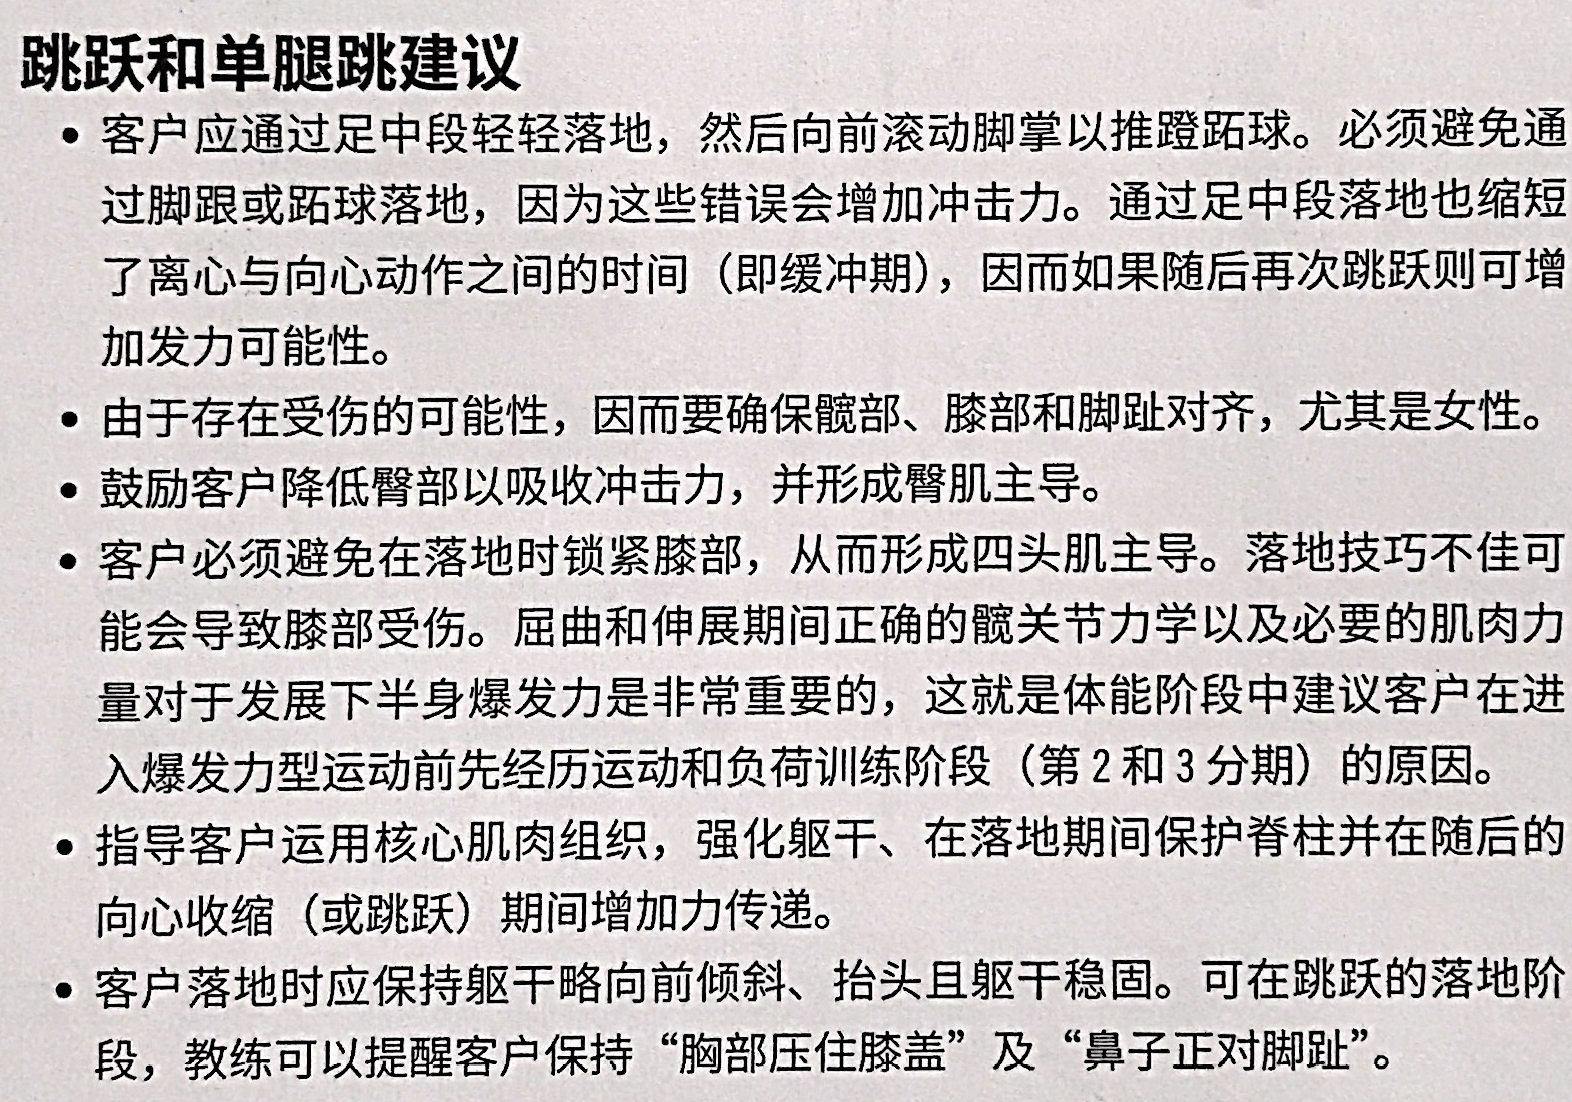 跳跃和单腿跳建议
• 客户应通过足中段轻轻落地，然后向前滚动脚掌以推蹬跖球。必须避免通
过脚跟或跖球落地，因为这些错误会增加冲击力。通过足中段落地也缩短
了离心与向心动作之间的时间（即缓冲期），因而如果随后再次跳跃则可增
加发力可能性。
• 由于存在受伤的可能性，因而要确保髋部、膝部和脚趾对齐，尤其是女性。
• 鼓励客户降低臀部以吸收冲击力，并形成臀肌主导。
• 客户必须避免在落地时锁紧膝部，从而形成四头肌主导。落地技巧不佳可
能会导致膝部受伤。屈曲和伸展期间正确的髋关节力学以及必要的肌肉力
量对于发展下半身爆发力是非常重要的，这就是体能阶段中建议客户在进
入爆发力型运动前先经历运动和负荷训练阶段（第2和3分期）的原因。
• 指导客户运用核心肌肉组织，强化躯干、在落地期间保护脊柱并在随后的
向心收缩（或跳跃）期间增加力传递。
• 客户落地时应保持躯干略向前倾斜、抬头且躯干稳固。可在跳跃的落地阶
段，教练可以提醒客户保持“胸部压住膝盖”及“鼻子正对脚趾”。